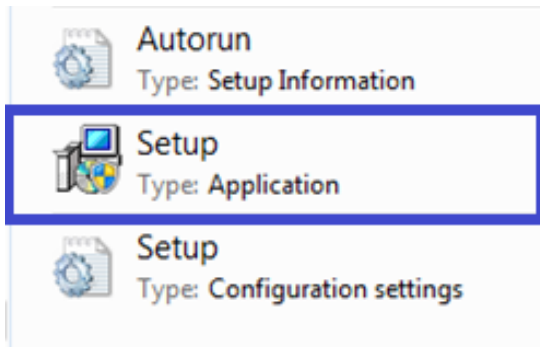 Autorun
Type: Setup Information
Setup
Type: Application
Setup
Type: Configuration settings